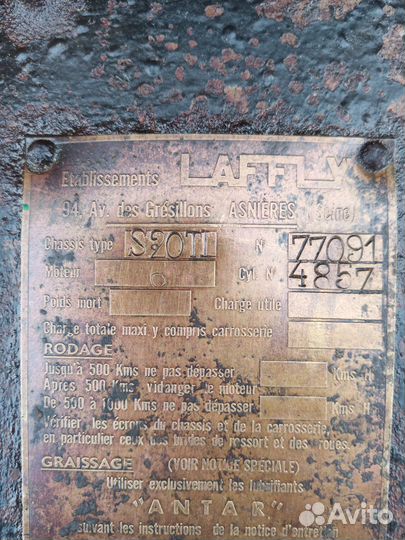 Etablissements LAFFLY
94, Av. des Grésillons, ASNIÈRES (Seine)
Chassis type S20TL N° 77091
Moteur 6 Cyl. N° 4857
Poids mort Charge utile
Charge totale maxi y compris carrosserie
RODAGE
Jusqu'à 500 Kms ne pas dépasser Kms H.
Après 500 Kms vidanger le moteur
De 500 à 1000 Kms ne pas dépasser Kms H.
Vérifier les écrous du chassis et de la carrosserie,
en particulier ceux des brides de ressort et des roues.
GRAISSAGE (VOIR NOTICE SPÉCIALE)
Utiliser exclusivement les lubrifiants
"ANTAR"
suivant les instructions de la notice d'entretien
Avito